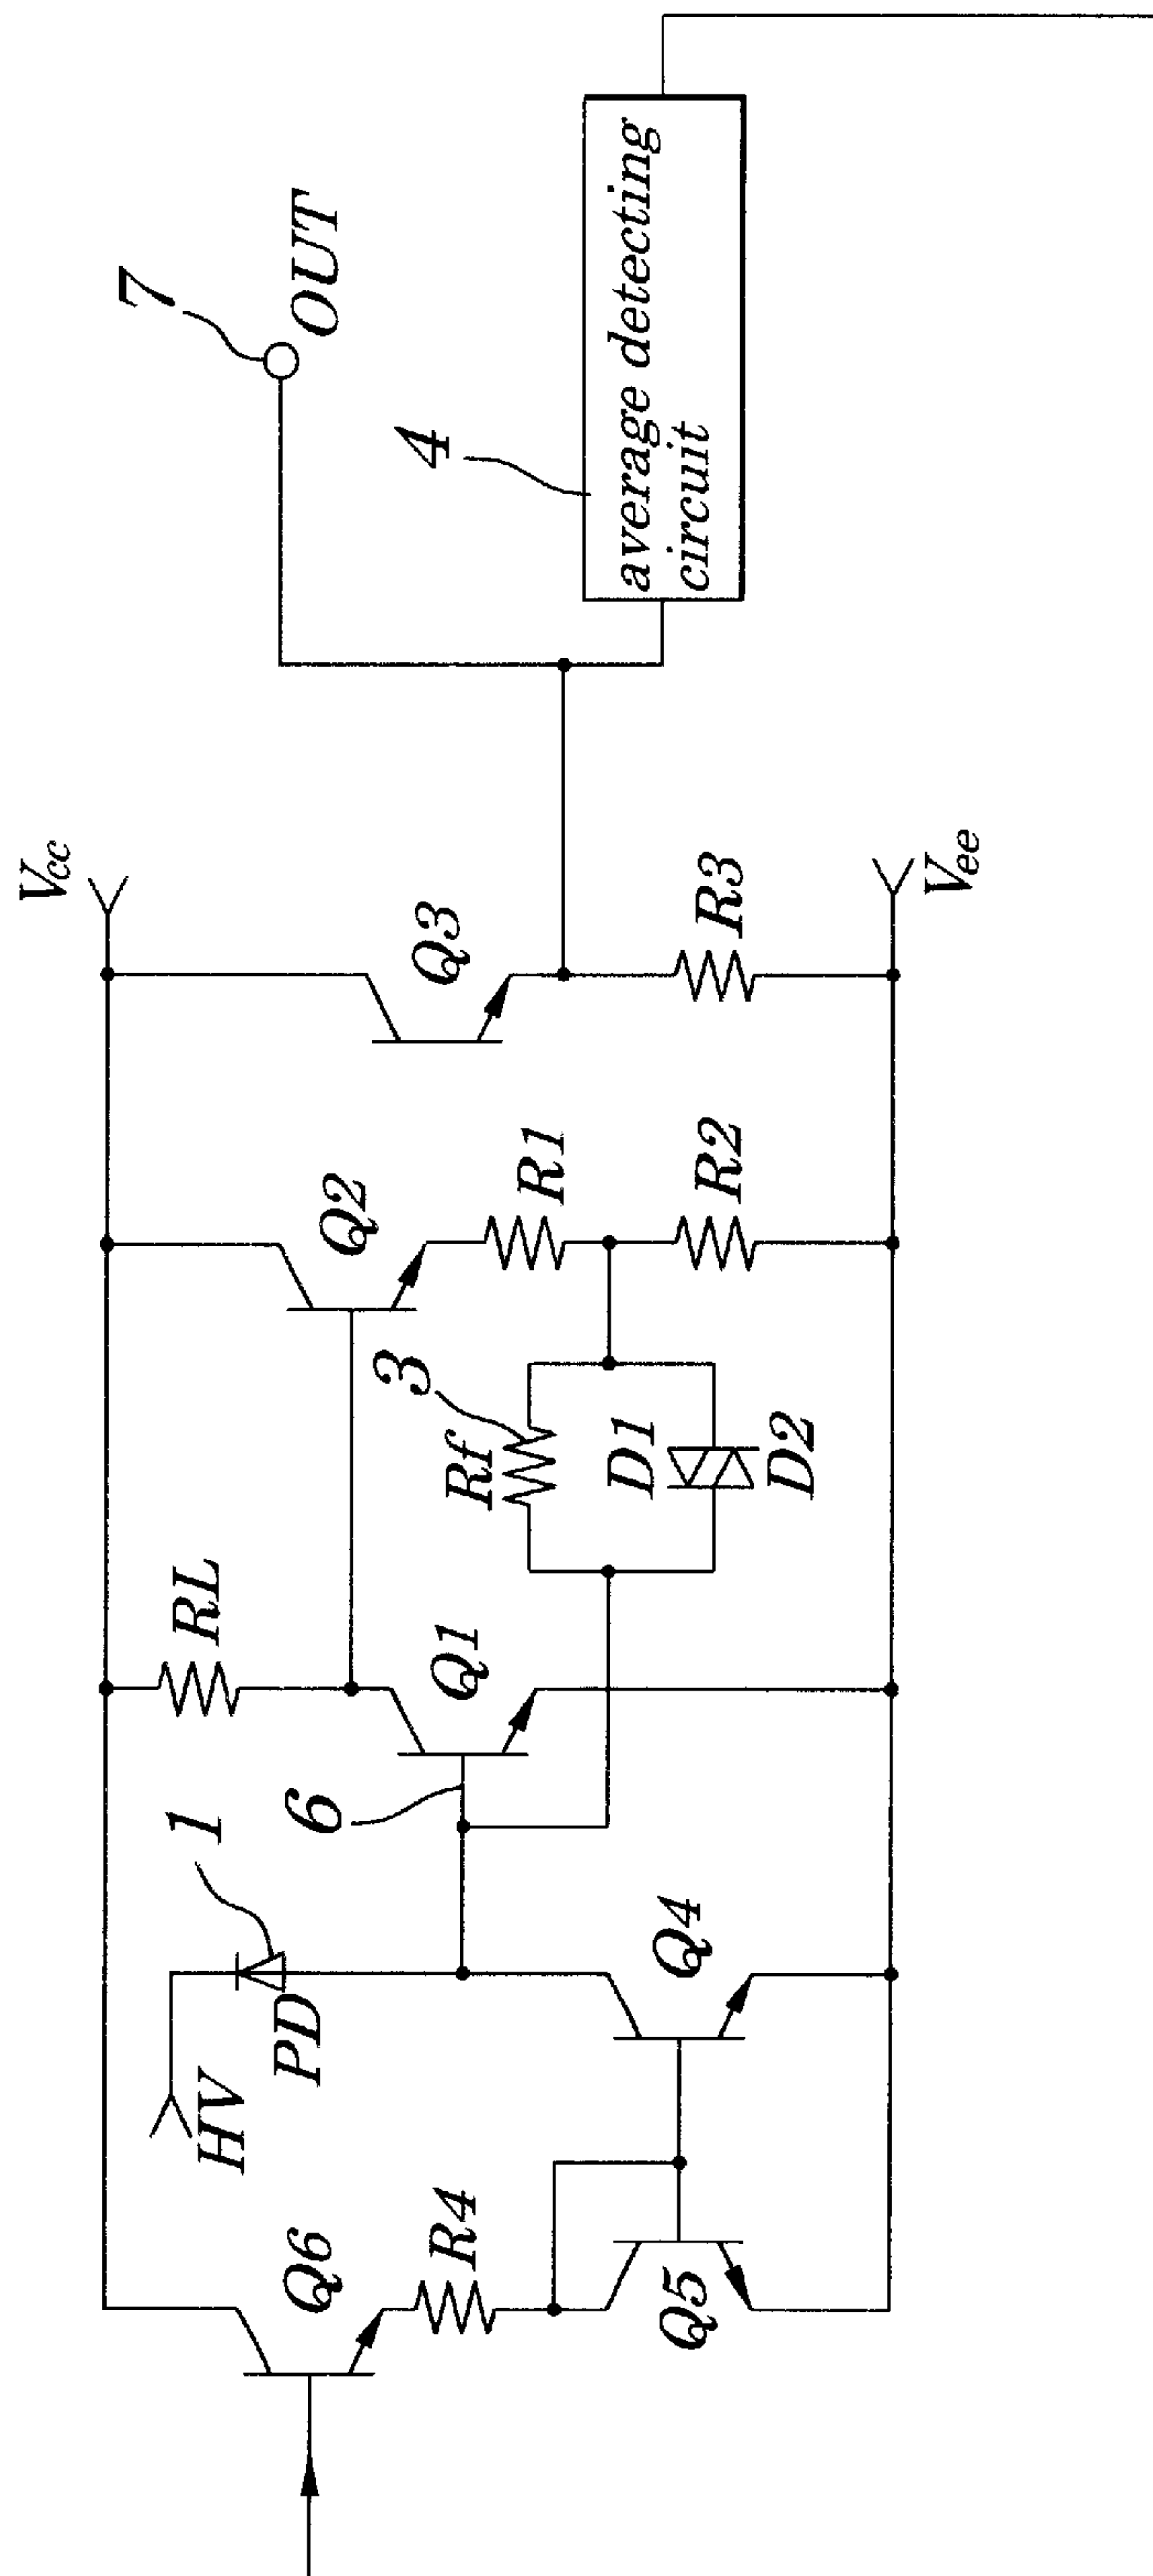 Vcc
HV
PD
1
RL
Q6
R4
Q5
Q4
6
Q1
Rf
3
D1
D2
Q2
R1
R2
Q3
R3
Vee
7
OUT
4
average detecting
circuit